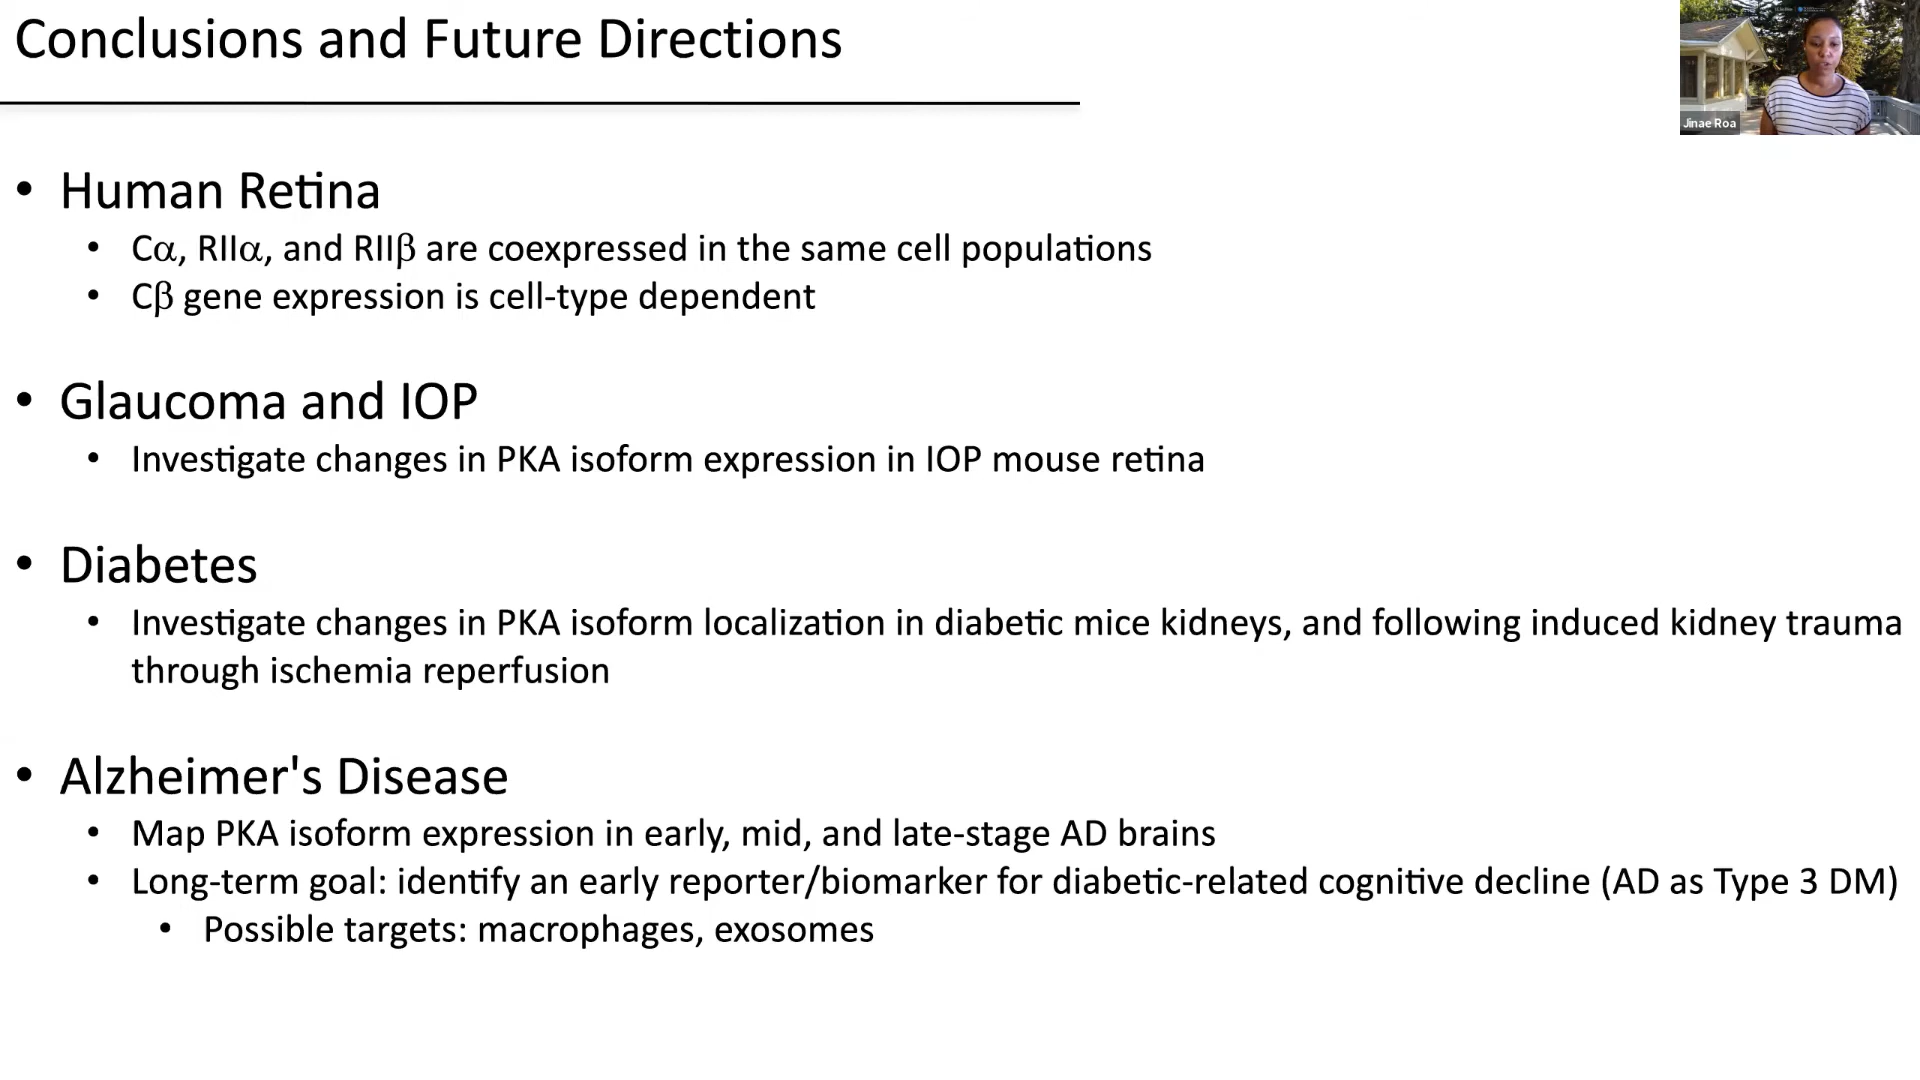 Conclusions and Future Directions
Jinae Roa
• Human Retina
• Cα, RIIα, and RIIβ are coexpressed in the same cell populations
• Cβ gene expression is cell-type dependent
• Glaucoma and IOP
• Investigate changes in PKA isoform expression in IOP mouse retina
• Diabetes
• Investigate changes in PKA isoform localization in diabetic mice kidneys, and following induced kidney trauma
through ischemia reperfusion
• Alzheimer's Disease
• Map PKA isoform expression in early, mid, and late-stage AD brains
• Long-term goal: identify an early reporter/biomarker for diabetic-related cognitive decline (AD as Type 3 DM)
• Possible targets: macrophages, exosomes